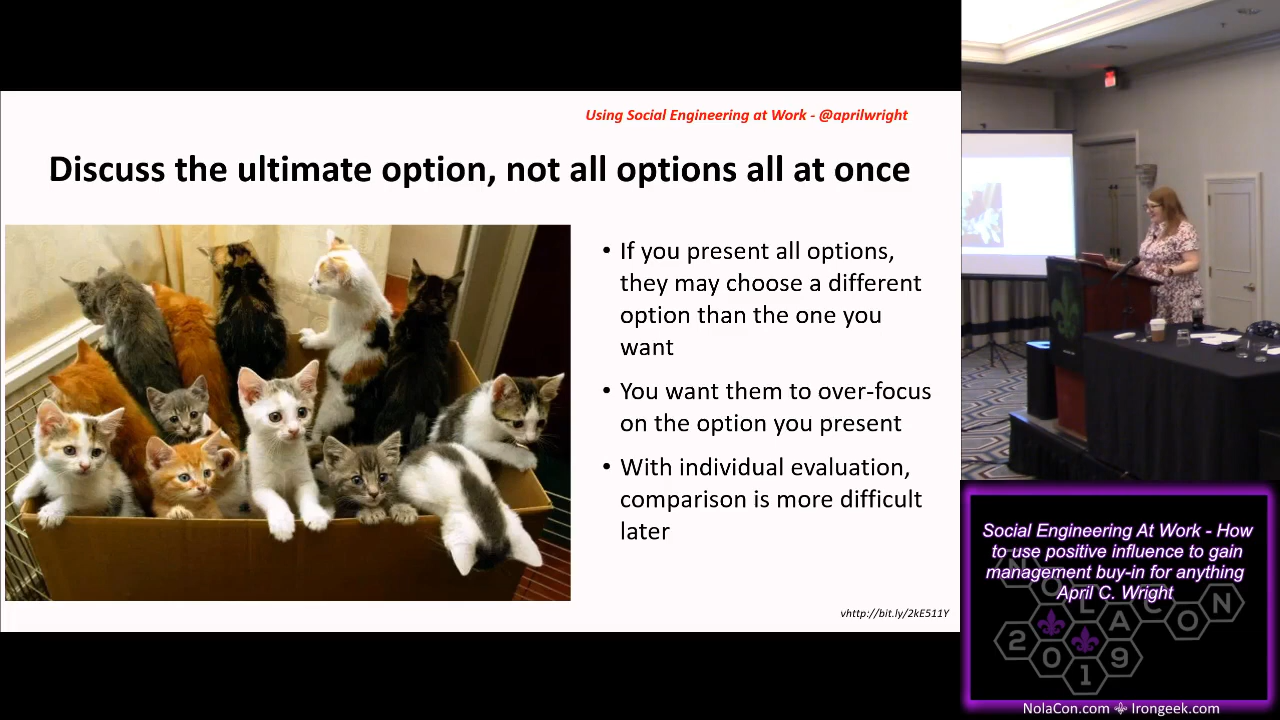 Using Social Engineering at Work - @aprilwright
Discuss the ultimate option, not all options all at once
• If you present all options,
they may choose a different
option than the one you
want
• You want them to over-focus
on the option you present
• With individual evaluation,
comparison is more difficult
later
vhttp://bit.ly/2kE511Y
Social Engineering At Work - How
to use positive influence to gain
management buy-in for anything
April C. Wright
NOLACON
2019
NolaCon.com ⚜ Irongeek.com